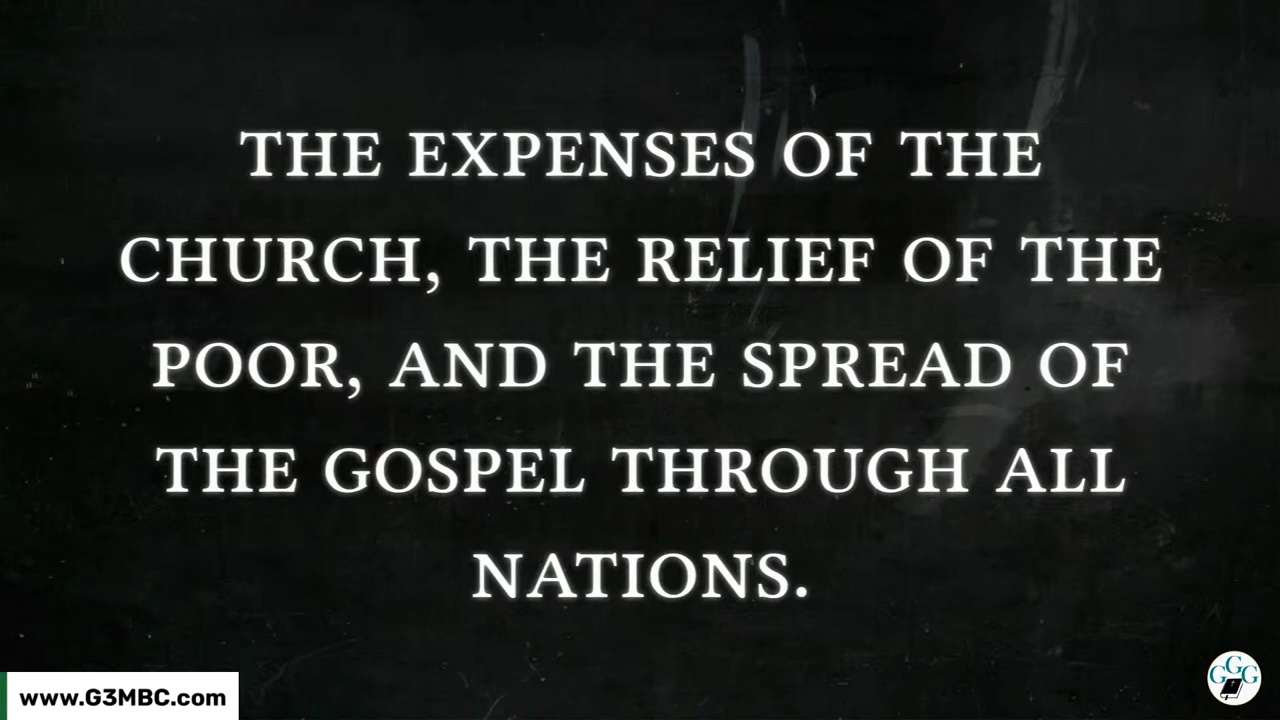 THE EXPENSES OF THE
CHURCH, THE RELIEF OF THE
POOR, AND THE SPREAD OF
THE GOSPEL THROUGH ALL
NATIONS.
www.G3MBC.com
GGG